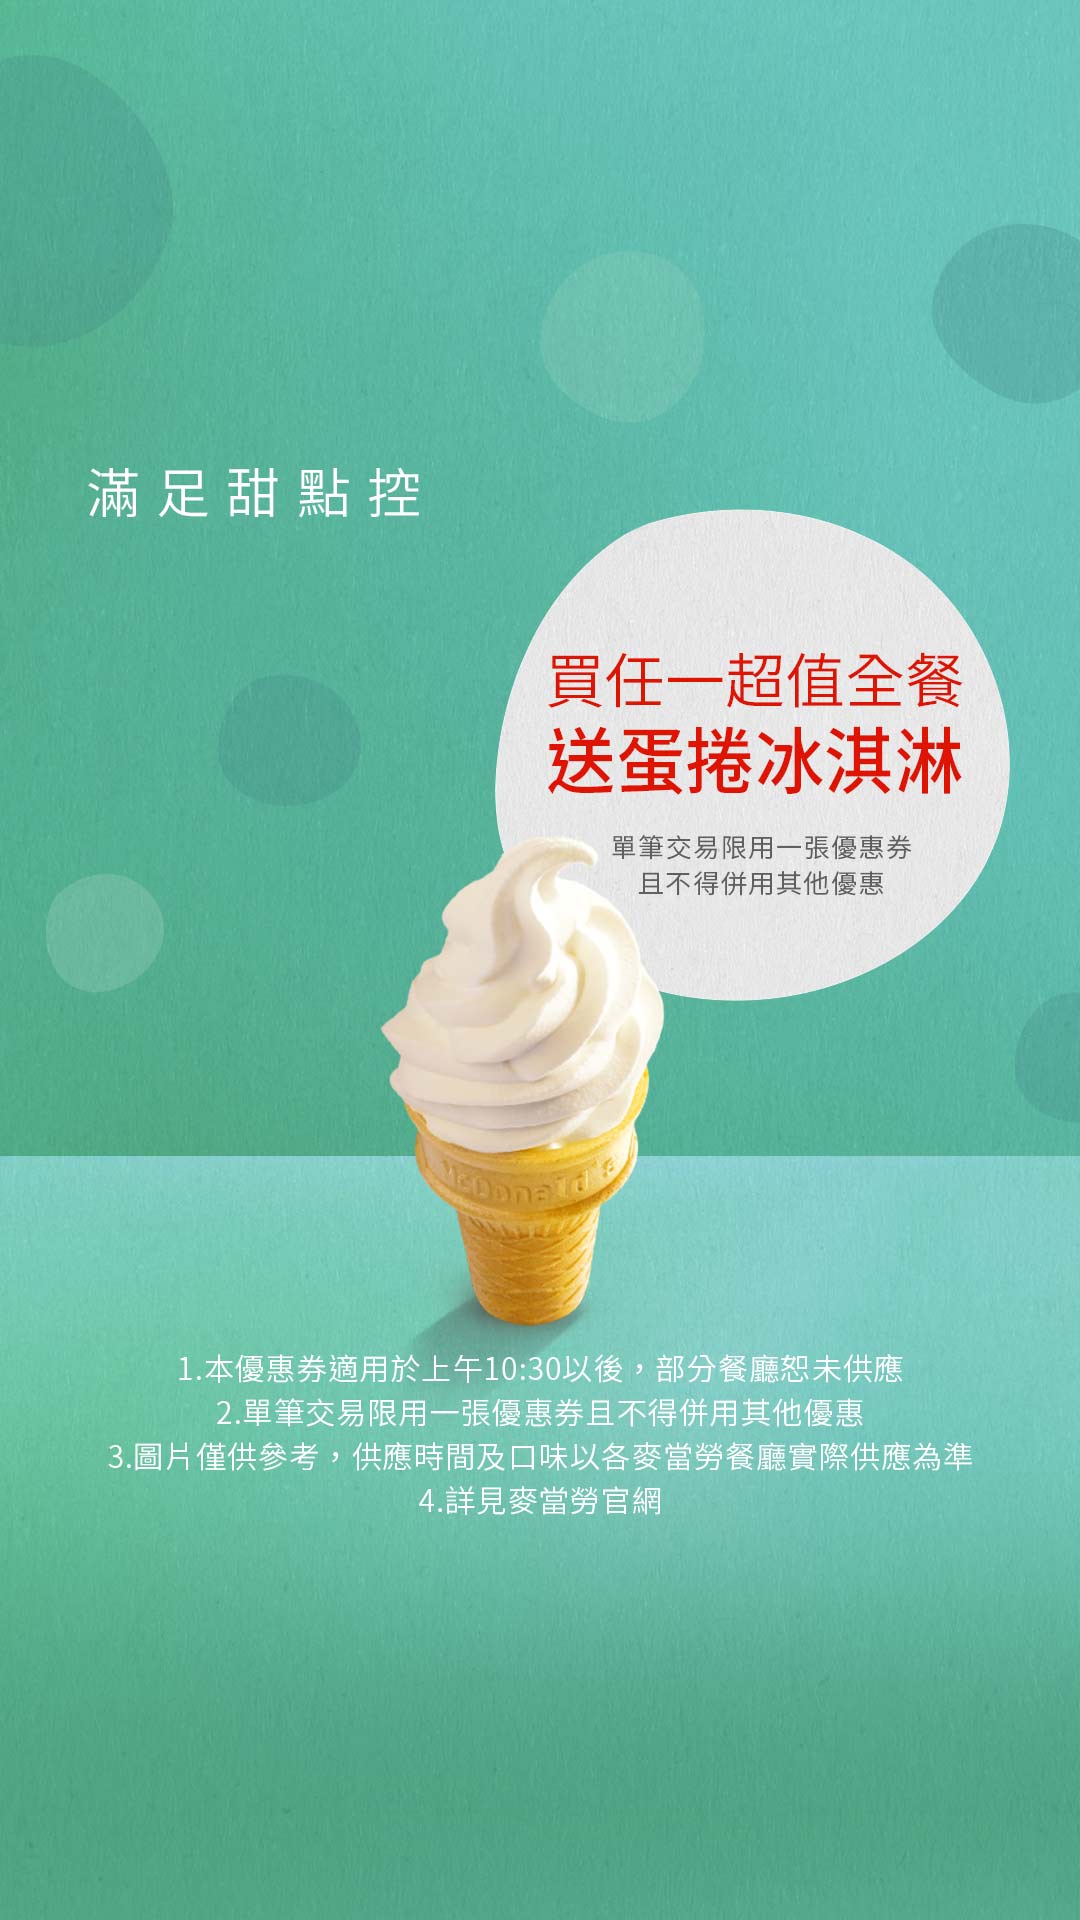 滿足甜點控
買任一超值全餐
送蛋捲冰淇淋
單筆交易限用一張優惠券
且不得併用其他優惠
McDonald's
1.本優惠券適用於上午10:30以後，部分餐廳恕未供應
2.單筆交易限用一張優惠券且不得併用其他優惠
3.圖片僅供參考，供應時間及口味以各麥當勞餐廳實際供應為準
4.詳見麥當勞官網